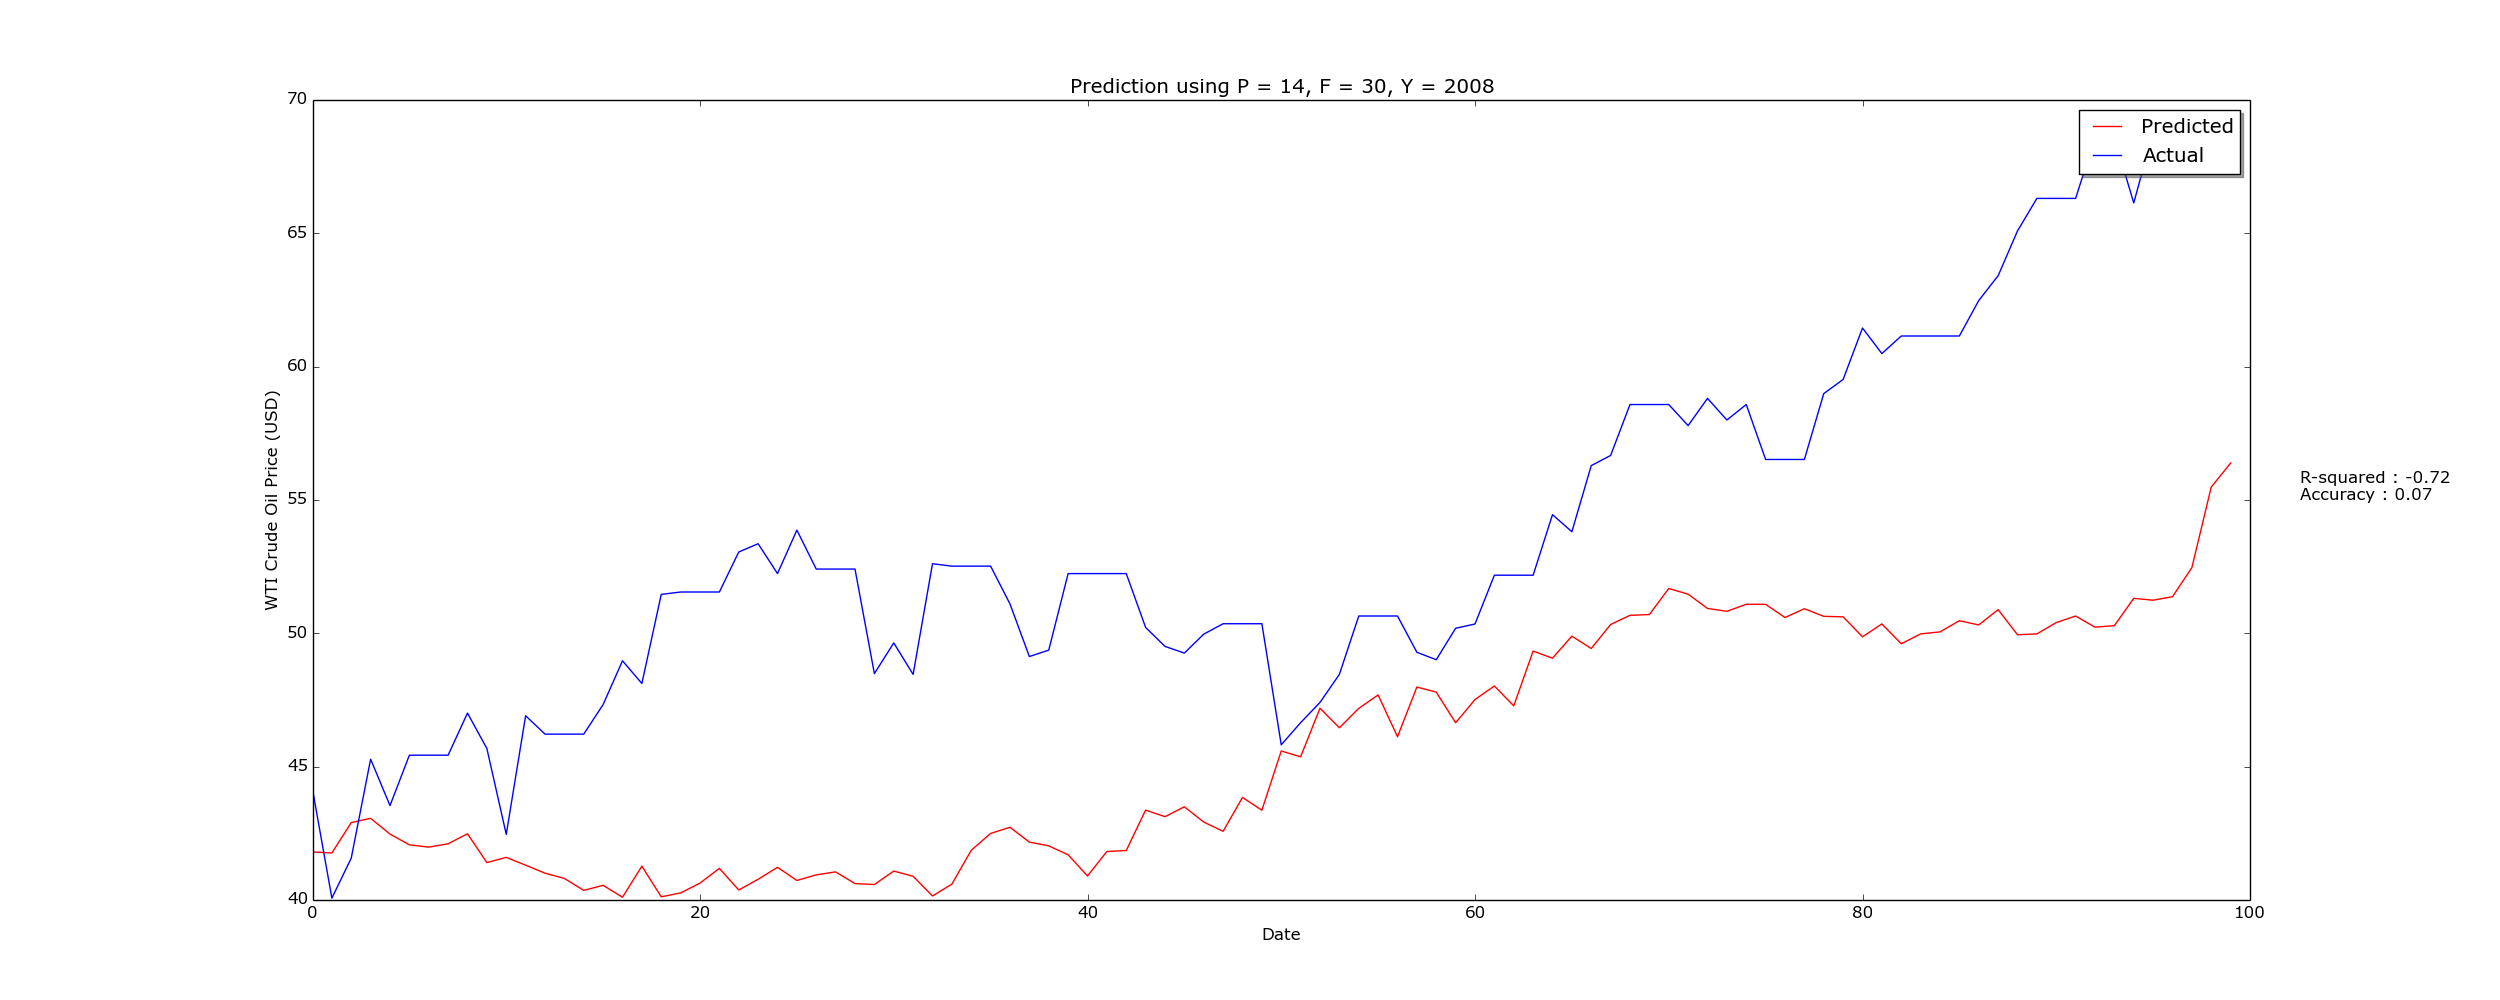 Prediction using P = 14, F = 30, Y = 2008
70
65
60
55
50
45
40
WTI Crude Oil Price (USD)
Predicted
Actual
R-squared : -0.72
Accuracy : 0.07
0 20 40 60 80 100
Date